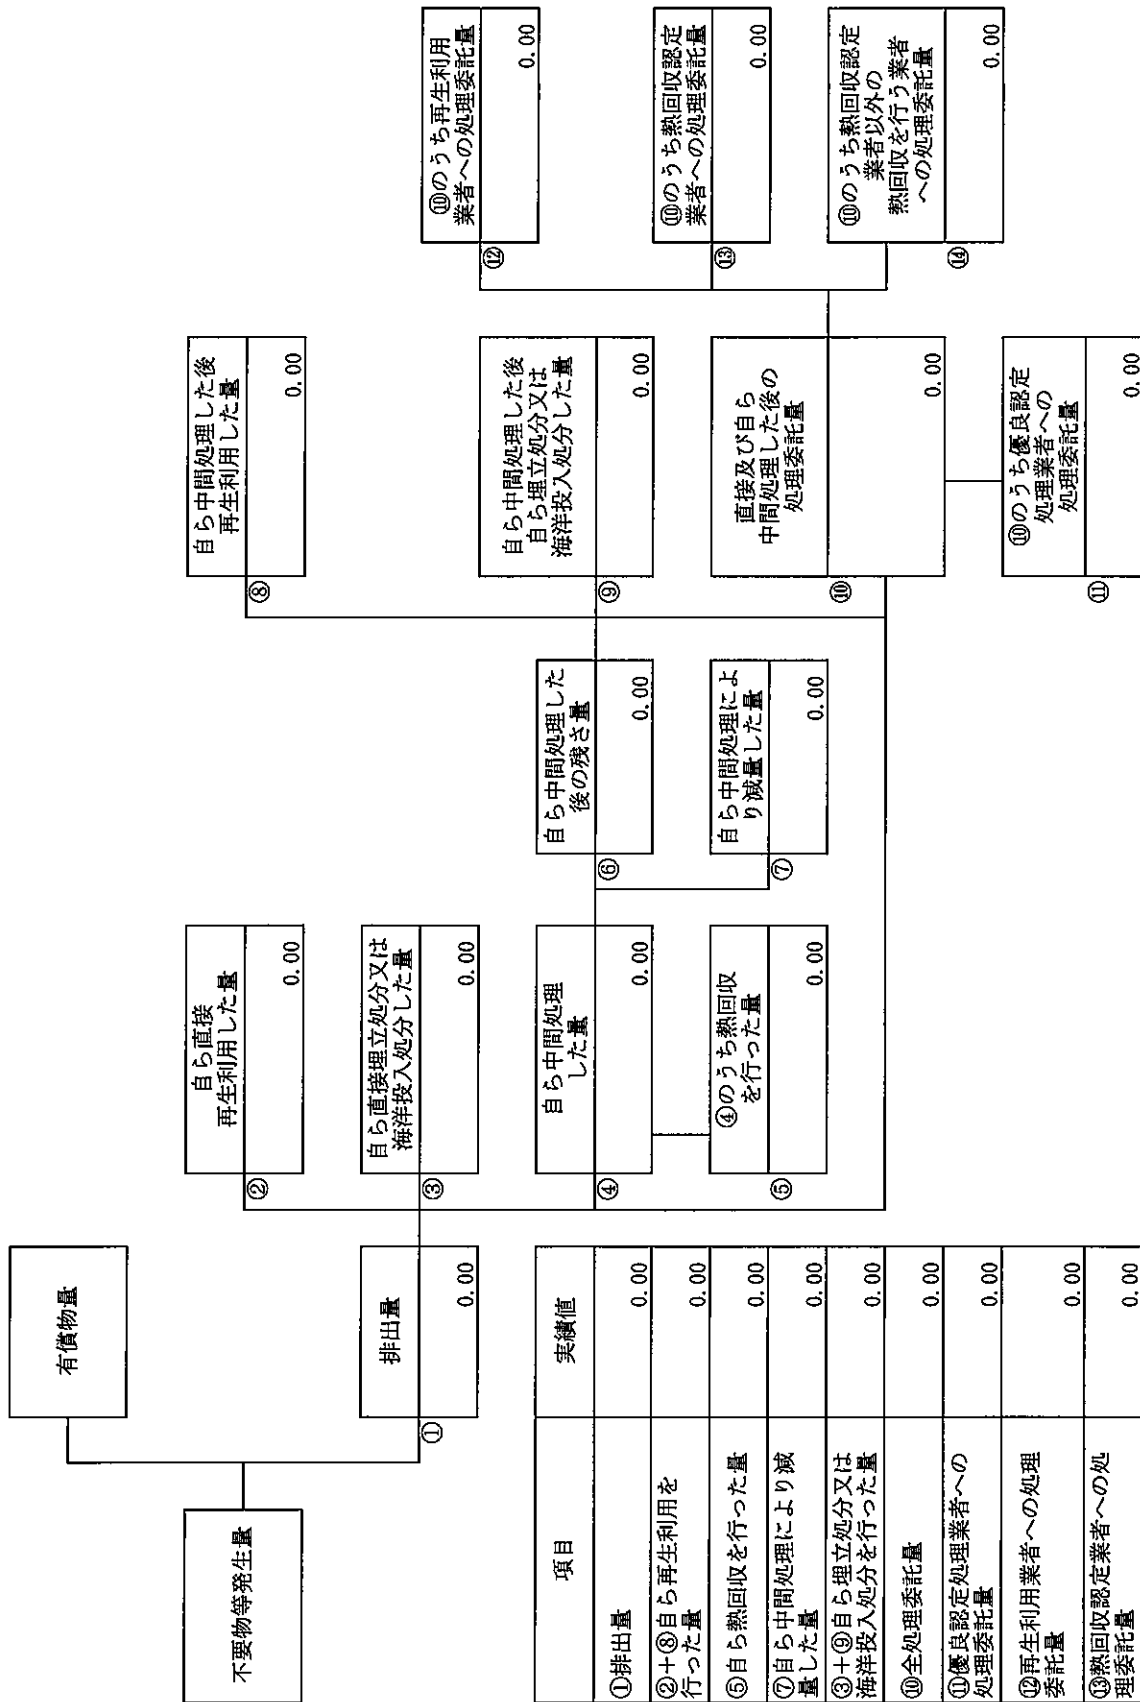 不要物等発生量
有償物量
排出量
①
0.00
自ら直接
再生利用した量
②
0.00
自ら直接埋立処分又は
海洋投入処分した量
③
0.00
自ら中間処理
した量
④
0.00
④のうち熱回収
を行った量
⑤
0.00
自ら中間処理した
後の残さ量
⑥
0.00
自ら中間処理によ
り減量した量
⑦
0.00
自ら中間処理した後
再生利用した量
⑧
0.00
自ら中間処理した後
自ら埋立処分又は
海洋投入処分した量
⑨
0.00
直接及び自ら
中間処理した後の
処理委託量
⑩
0.00
⑩のうち優良認定
処理業者への
処理委託量
⑪
0.00
⑩のうち再生利用
業者への処理委託量
⑫
0.00
⑩のうち熱回収認定
業者への処理委託量
⑬
0.00
⑩のうち熱回収認定
業者以外の
熱回収を行う業者
への処理委託量
⑭
0.00
項目 実績値
①排出量 0.00
②+⑧自ら再生利用を
行った量 0.00
⑤自ら熱回収を行った量 0.00
⑦自ら中間処理により減
量した量 0.00
③+⑨自ら埋立処分又は
海洋投入処分を行った量 0.00
⑩全処理委託量 0.00
⑪優良認定処理業者への
処理委託量 0.00
⑫再生利用業者への処理
委託量 0.00
⑬熱回収認定業者への処
理委託量 0.00